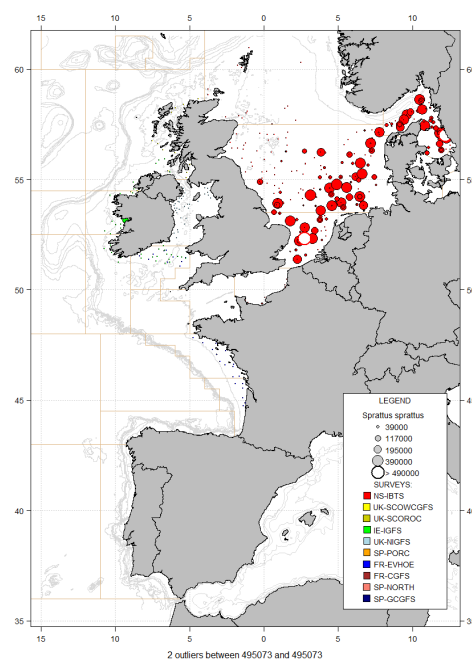 15 10 5 0 5 10
60 60
55 55
50 50
45 45
40 40
35 35
LEGEND
Sprattus sprattus
39000
117000
195000
390000
> 490000
SURVEYS:
NS-IBTS
UK-SCOWCGFS
UK-SCOROC
IE-IGFS
UK-NIGFS
SP-PORC
FR-EVHOE
FR-CGFS
SP-NORTH
SP-GCGFS
15 10 5 0 5 10
2 outliers between 495073 and 495073